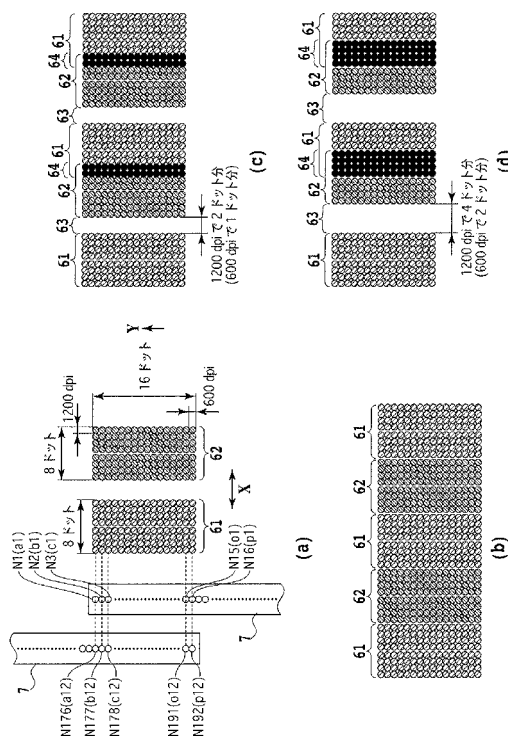 7
7
N176(a12)
N177(b12)
N178(c12)
N191(o12)
N192(p12)
N1(a1)
N2(b1)
N3(c1)
N15(o1)
N16(p1)
8ドット
8ドット
1200 dpi
16 ドット
600 dpi
Y
X
61
62
(a)
61
62
61
62
61
(b)
61
63
62
64
61
63
62
64
61
1200 dpi で 2 ドット分
(600 dpi で 1 ドット分)
(c)
61
63
62
64
61
63
62
64
61
1200 dpi で 4 ドット分
(600 dpi で 2 ドット分)
(d)